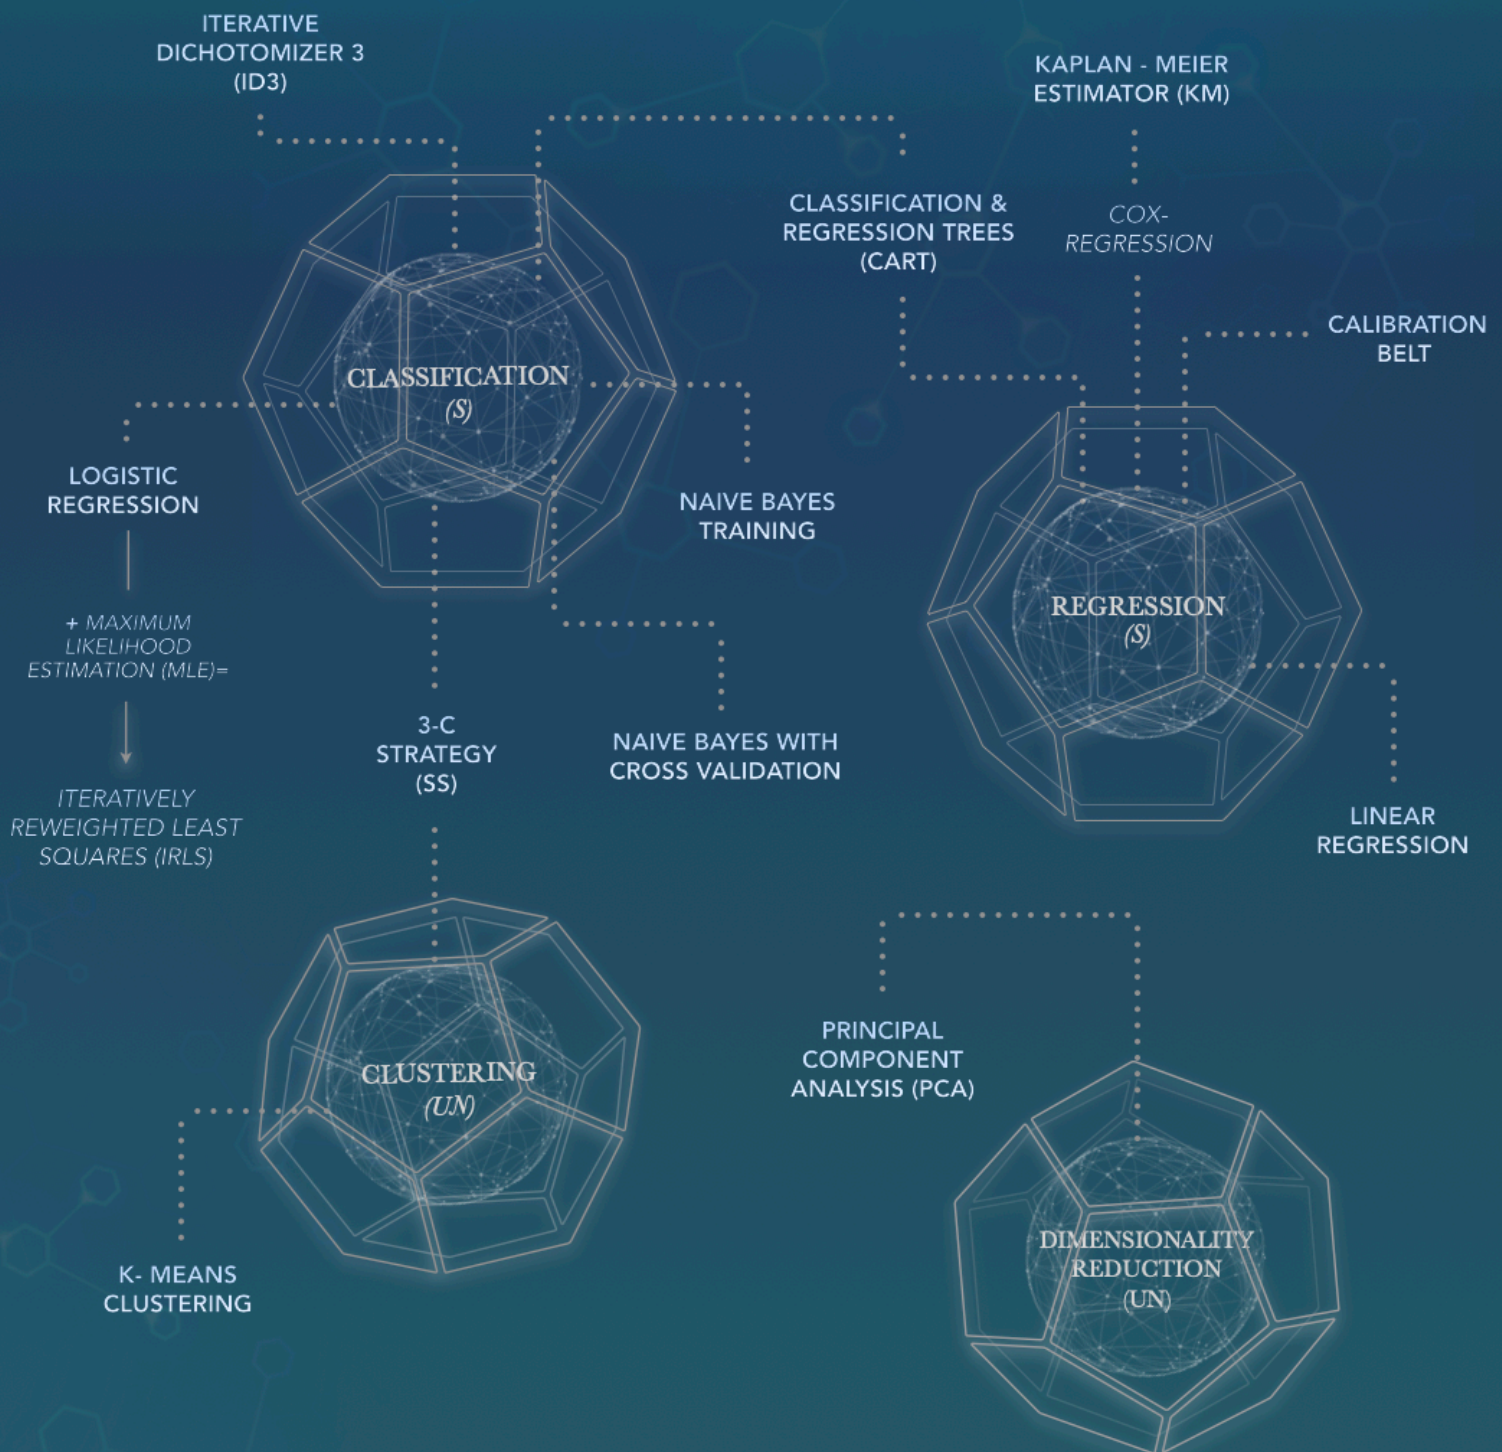 ITERATIVE
DICHOTOMIZER 3
(ID3)
KAPLAN - MEIER
ESTIMATOR (KM)
CLASSIFICATION &
REGRESSION TREES
(CART)
COX-
REGRESSION
CALIBRATION
BELT
CLASSIFICATION
(S)
LOGISTIC
REGRESSION
NAIVE BAYES
TRAINING
+ MAXIMUM
LIKELIHOOD
ESTIMATION (MLE)=
REGRESSION
(S)
3-C
STRATEGY
(SS)
NAIVE BAYES WITH
CROSS VALIDATION
ITERATIVELY
REWEIGHTED LEAST
SQUARES (IRLS)
LINEAR
REGRESSION
CLUSTERING
(UN)
PRINCIPAL
COMPONENT
ANALYSIS (PCA)
K- MEANS
CLUSTERING
DIMENSIONALITY
REDUCTION
(UN)